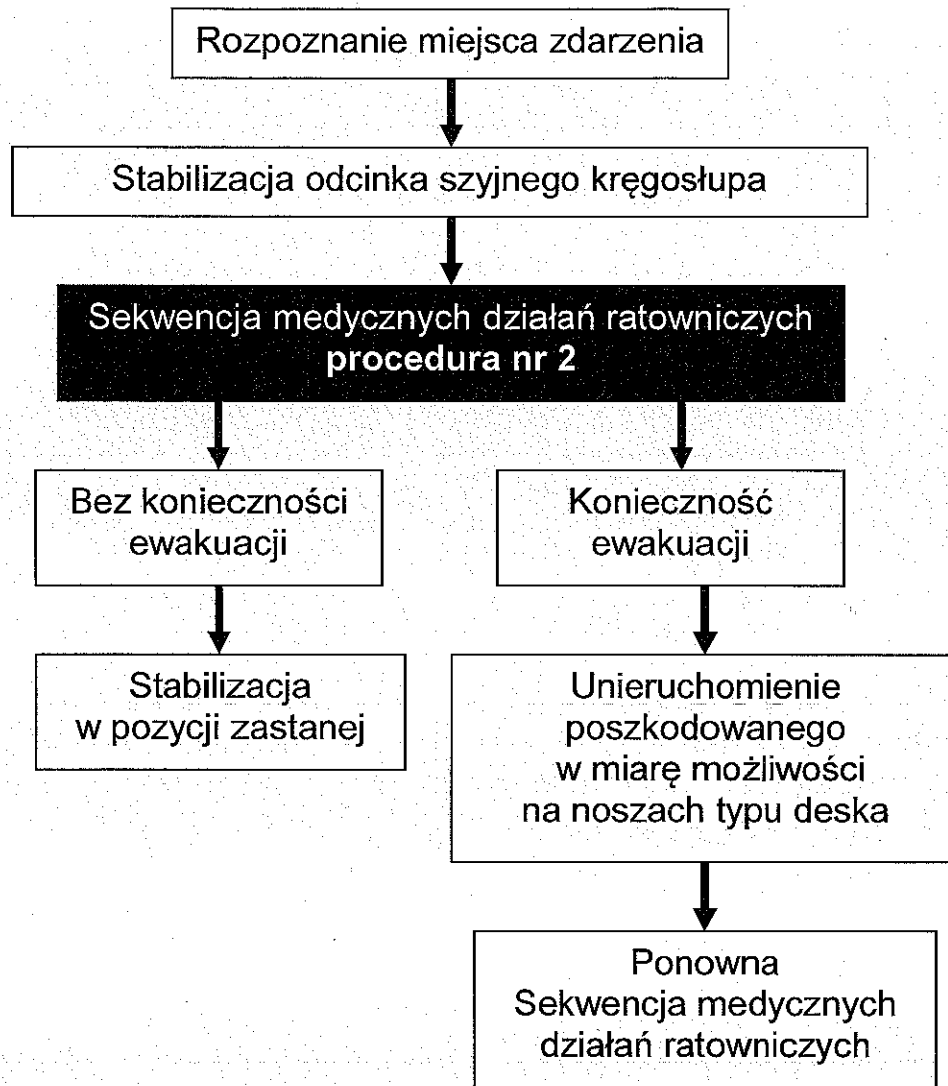 Rozpoznanie miejsca zdarzenia
Stabilizacja odcinka szyjnego kręgosłupa
Sekwencja medycznych działań ratowniczych
procedura nr 2
Bez konieczności
ewakuacji
Konieczność
ewakuacji
Stabilizacja
w pozycji zastanej
Unieruchomienie
poszkodowanego
w miarę możliwości
na noszach typu deska
Ponowna
Sekwencja medycznych
działań ratowniczych